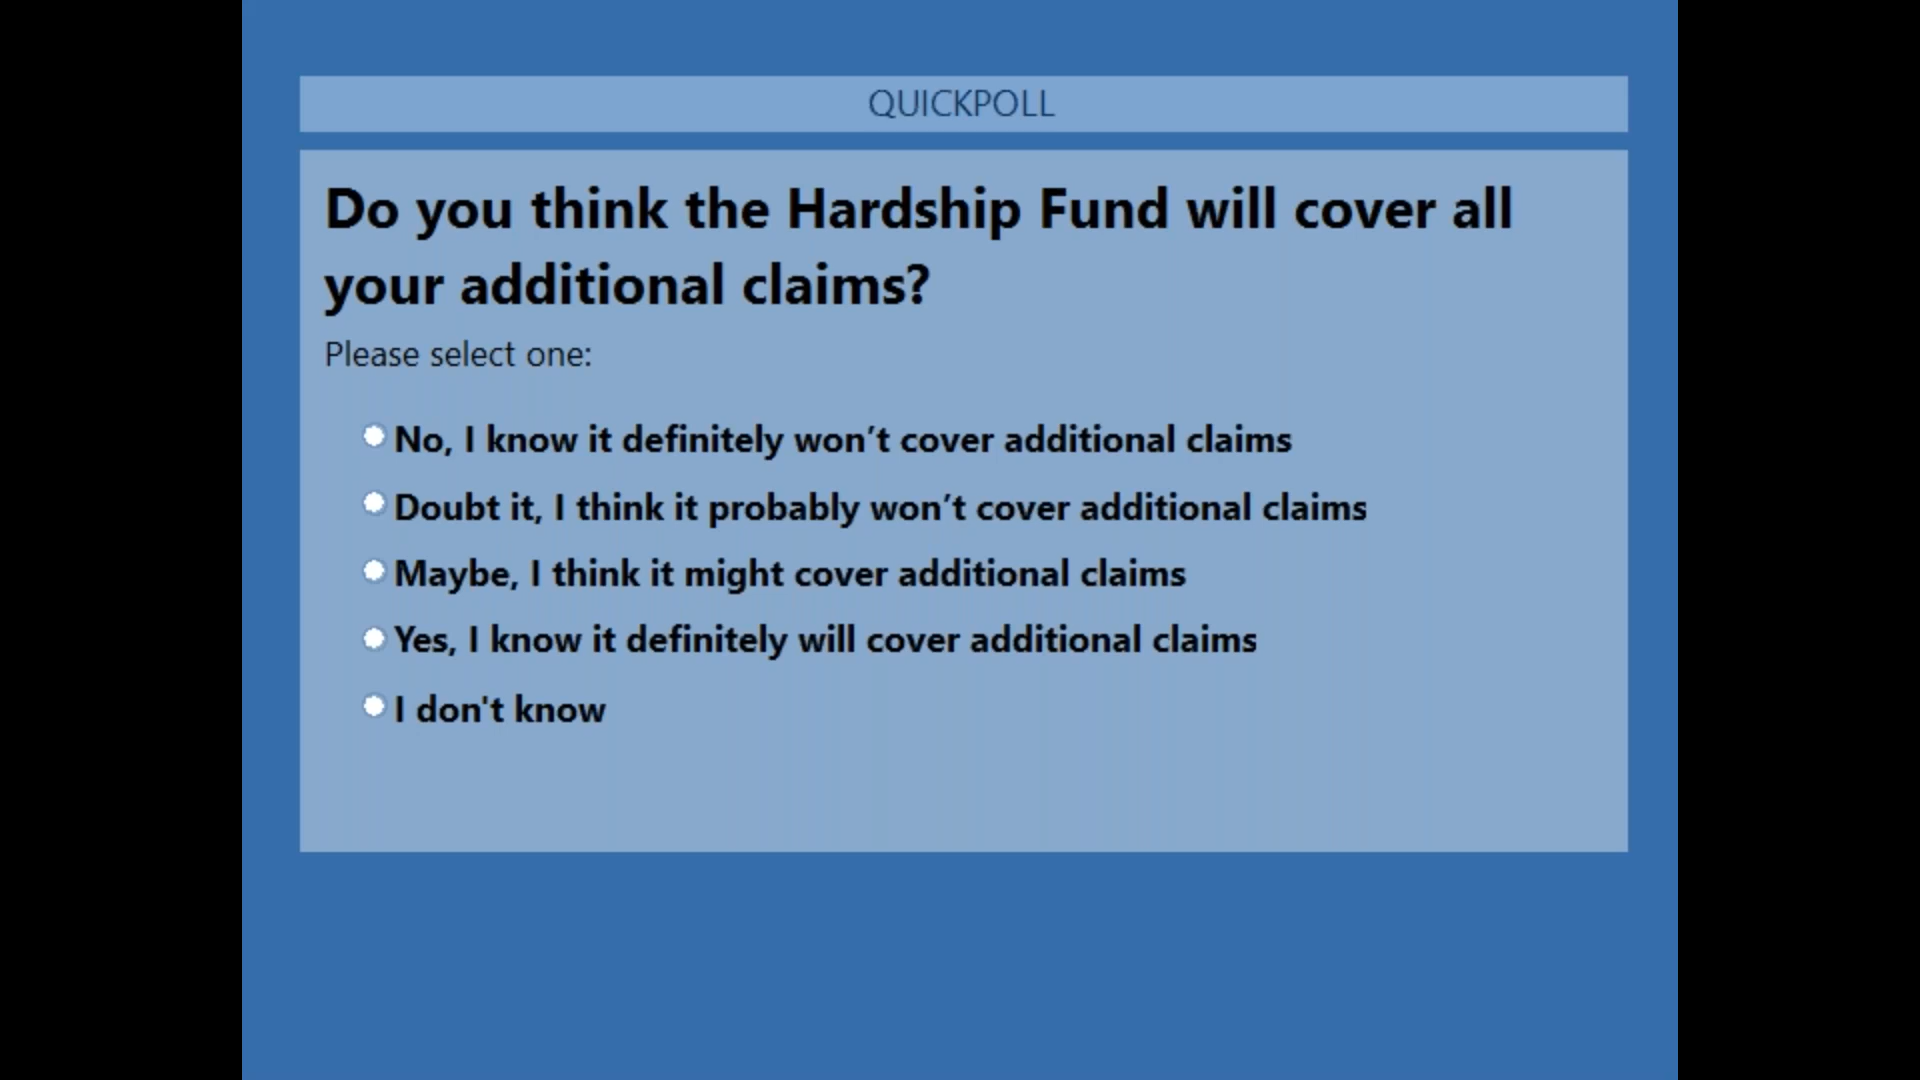 QUICKPOLL
Do you think the Hardship Fund will cover all
your additional claims?
Please select one:
No, I know it definitely won’t cover additional claims
Doubt it, I think it probably won’t cover additional claims
Maybe, I think it might cover additional claims
Yes, I know it definitely will cover additional claims
I don't know